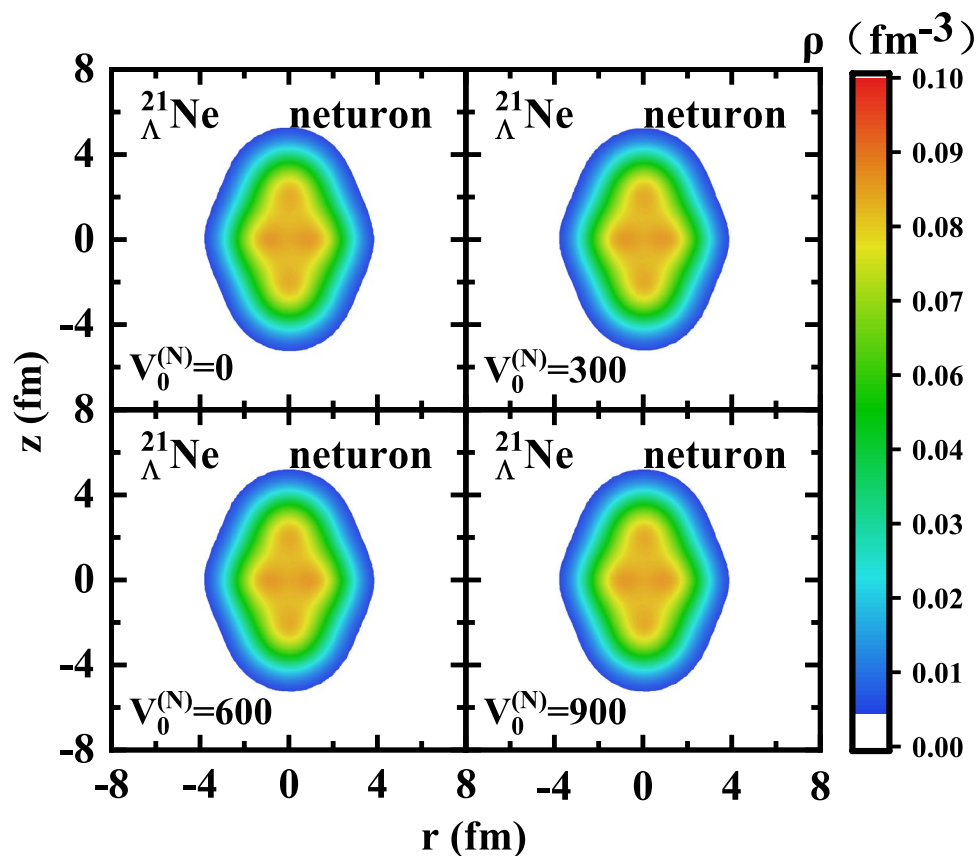 ρ （fm-3）
8
4
0
-4
8
4
0
-4
-8
z (fm)
21ΛNe neturon
V0(N)=0
21ΛNe neturon
V0(N)=300
21ΛNe neturon
V0(N)=600
21ΛNe neturon
V0(N)=900
-8 -4 0 4 8 -4 0 4 8
r (fm)
0.10
0.09
0.08
0.07
0.06
0.05
0.04
0.03
0.02
0.01
0.00